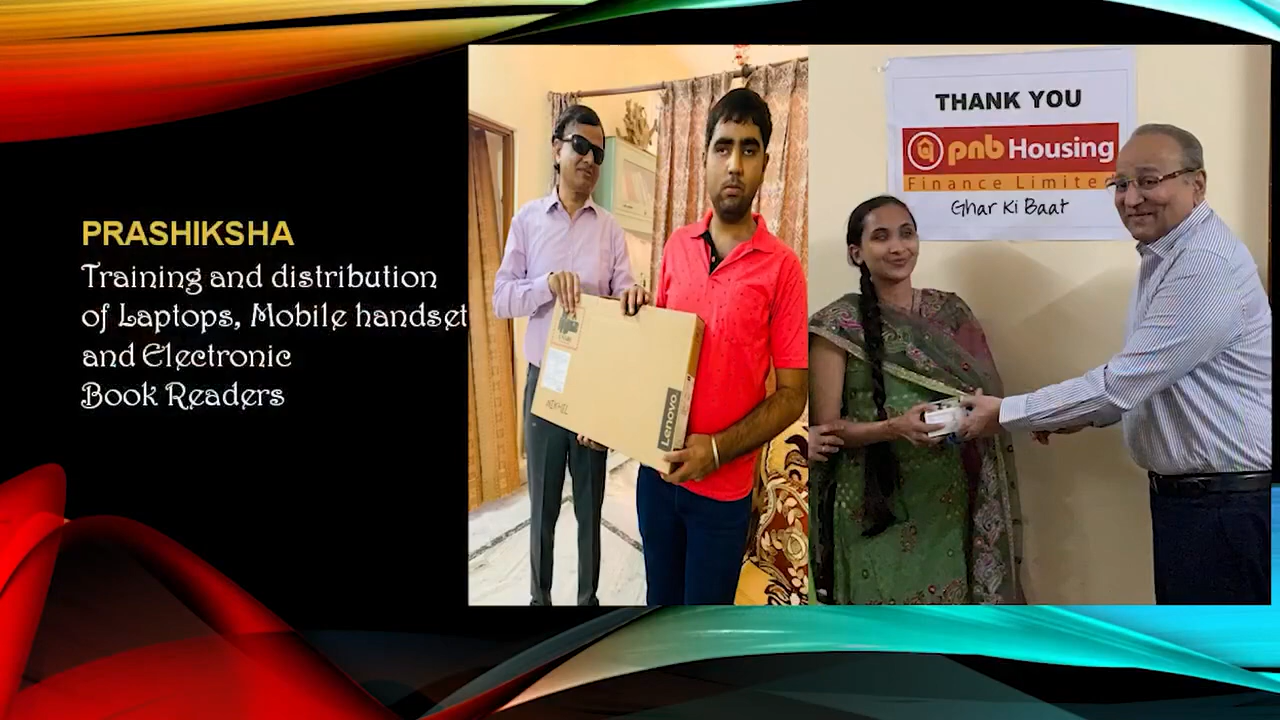 PRASHIKSHA
Training and distribution
of Laptops, Mobile handset
and Electronic
Book Readers
Lenovo
THANK YOU
pnb Housing
Finance Limite
Ghar Ki Baat